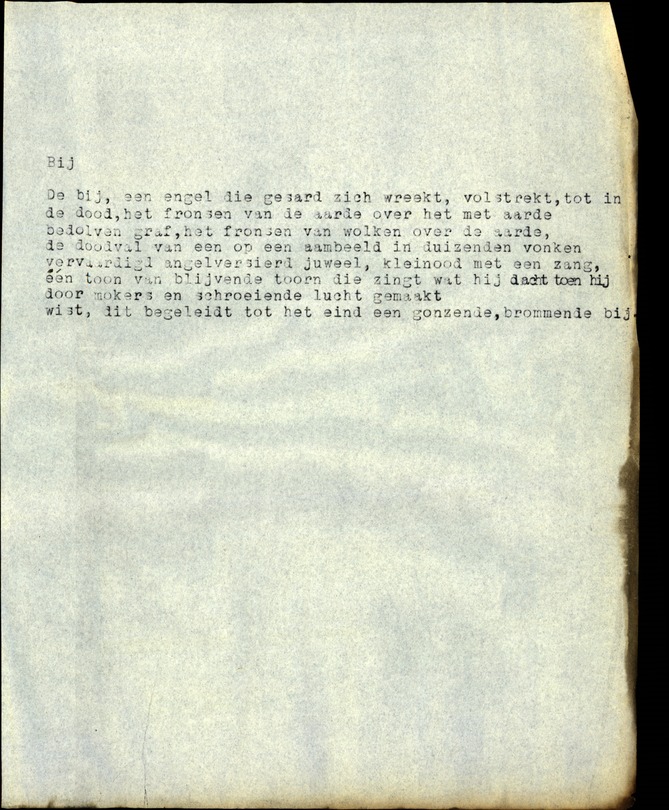 Bij
De bij, een engel die gesard zich wreekt, volstrekt,tot in
de dood,het fronsen van de aarde over het met aarde
bedolven graf,het fronsen van wolken over de aarde,
de doodval van een op een aambeeld in duizenden vonken
vervaardigl angelversierd juweel, kleinood met een zang,
één toon van blijvende toorn die zingt wat hij dacht toen hij
door mokers en schroeiende lucht gemaakt
wist, dit begeleidt tot het eind een gonzende,brommende bij.